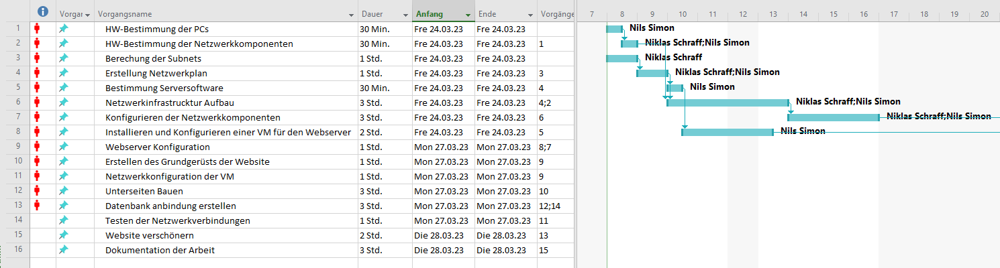 Vorgar Vorgangsname Dauer Anfang Ende Vorgänge 7 8 9 10 11 12 13 14 15 16 17 18 19 20
1 HW-Bestimmung der PCs 30 Min. Fre 24.03.23 Fre 24.03.23 Nils Simon
2 HW-Bestimmung der Netzwerkkomponenten 30 Min. Fre 24.03.23 Fre 24.03.23 1 Niklas Schraff;Nils Simon
3 Berechung der Subnets 1 Std. Fre 24.03.23 Fre 24.03.23 Niklas Schraff
4 Erstellung Netzwerkplan 1 Std. Fre 24.03.23 Fre 24.03.23 3 Niklas Schraff;Nils Simon
5 Bestimmung Serversoftware 30 Min. Fre 24.03.23 Fre 24.03.23 4 Nils Simon
6 Netzwerkinfrastrucktur Aufbau 3 Std. Fre 24.03.23 Fre 24.03.23 4;2 Niklas Schraff;Nils Simon
7 Konfigurieren der Netzwerkkomponenten 3 Std. Fre 24.03.23 Fre 24.03.23 6 Niklas Schraff;Nils Simon
8 Installieren und Konfigurieren einer VM für den Webserver 2 Std. Fre 24.03.23 Fre 24.03.23 5 Nils Simon
9 Webserver Konfiguration 1 Std. Mon 27.03.23 Mon 27.03.23 8;7
10 Erstellen des Grundgerüsts der Website 1 Std. Mon 27.03.23 Mon 27.03.23 9
11 Netzwerkkonfiguration der VM 1 Std. Mon 27.03.23 Mon 27.03.23 9
12 Unterseiten Bauen 3 Std. Mon 27.03.23 Mon 27.03.23 10
13 Datenbank anbindung erstellen 3 Std. Mon 27.03.23 Mon 27.03.23 12;14
14 Testen der Netzwerkverbindungen 1 Std. Mon 27.03.23 Mon 27.03.23 11
15 Website verschönern 2 Std. Die 28.03.23 Die 28.03.23 13
16 Dokumentation der Arbeit 3 Std. Die 28.03.23 Die 28.03.23 15